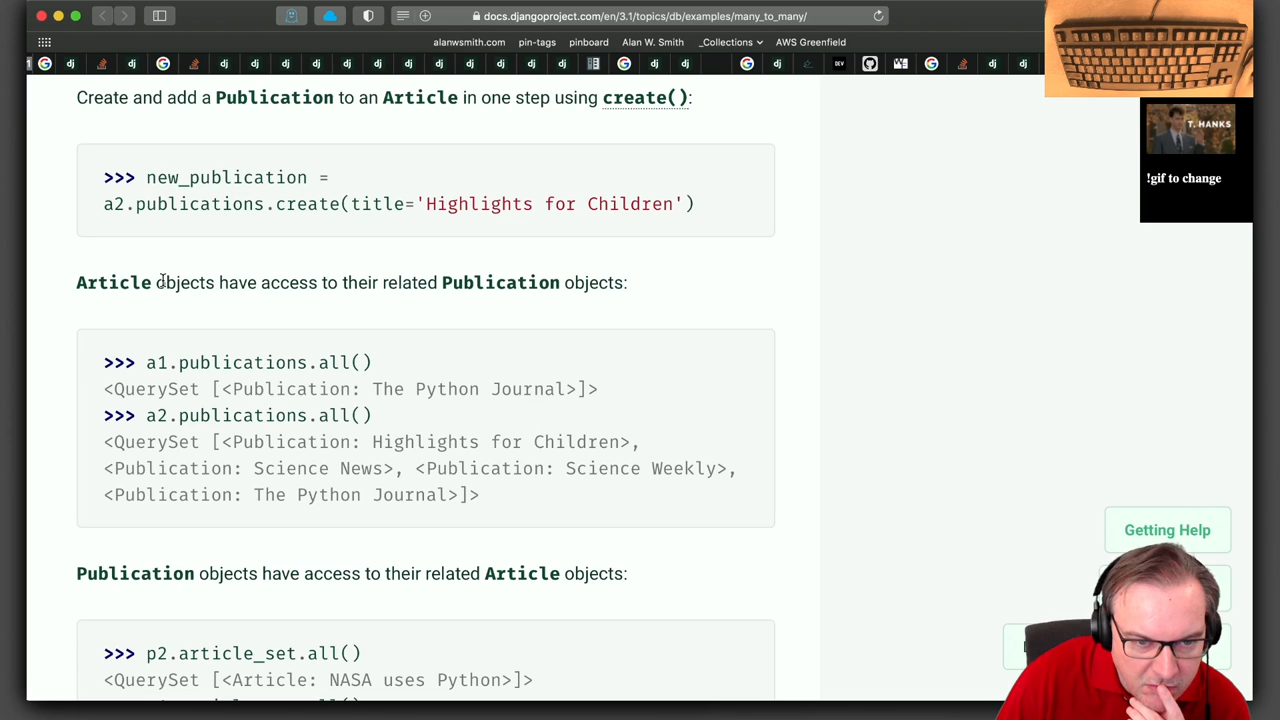 docs.djangoproject.com/en/3.1/topics/db/examples/many_to_many/
alanwsmith.com pin-tags pinboard Alan W. Smith _Collections AWS Greenfield
Create and add a Publication to an Article in one step using create():
>>> new_publication =
a2.publications.create(title='Highlights for Children')
Article objects have access to their related Publication objects:
>>> a1.publications.all()
<QuerySet [<Publication: The Python Journal>]>
>>> a2.publications.all()
<QuerySet [<Publication: Highlights for Children>,
<Publication: Science News>, <Publication: Science Weekly>,
<Publication: The Python Journal>]>
Publication objects have access to their related Article objects:
>>> p2.article_set.all()
<QuerySet [<Article: NASA uses Python>]>
T. HANKS
!gif to change
Getting Help